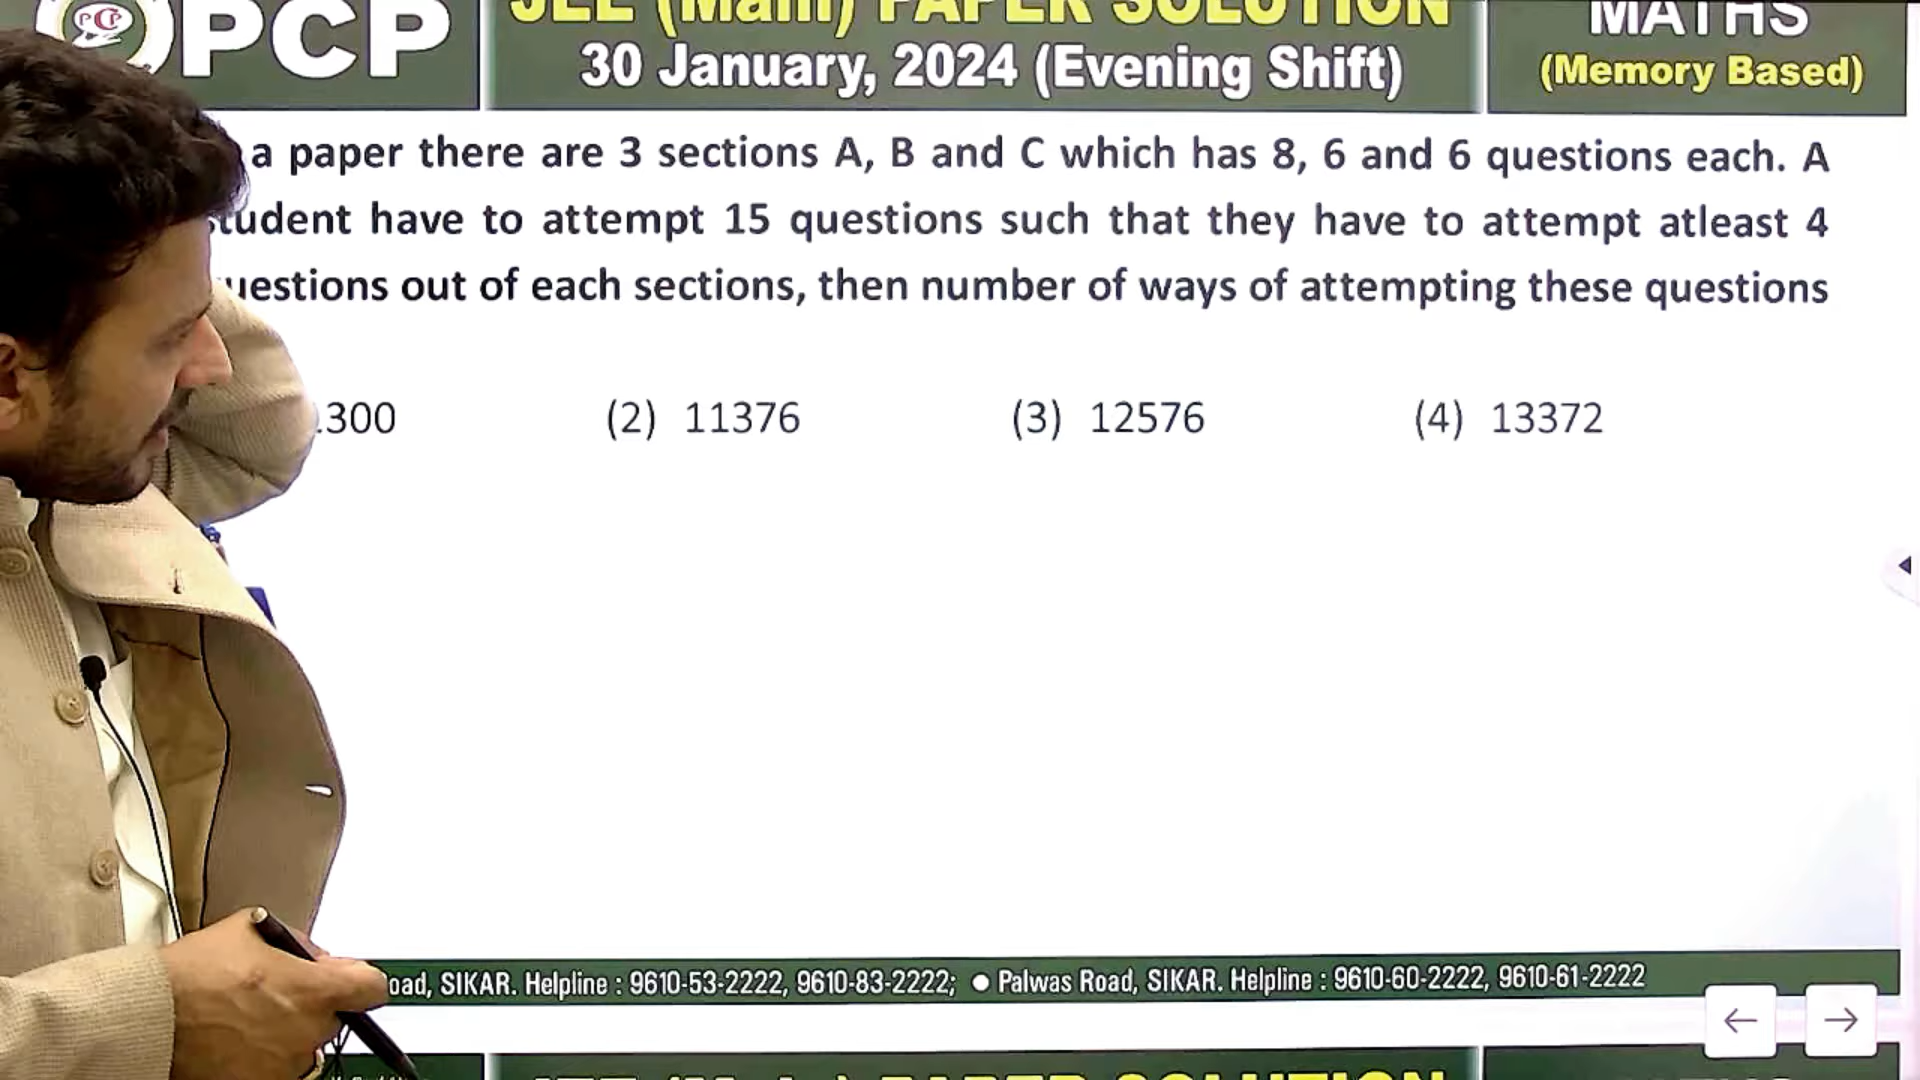 PCP
JEE (Main) PAPER SOLUTION
30 January, 2024 (Evening Shift)
MATHS
(Memory Based)
a paper there are 3 sections A, B and C which has 8, 6 and 6 questions each. A
tudent have to attempt 15 questions such that they have to attempt atleast 4
uestions out of each sections, then number of ways of attempting these questions
300 (2) 11376 (3) 12576 (4) 13372
oad, SIKAR. Helpline : 9610-53-2222, 9610-83-2222; ● Palwas Road, SIKAR. Helpline : 9610-60-2222, 9610-61-2222
← →